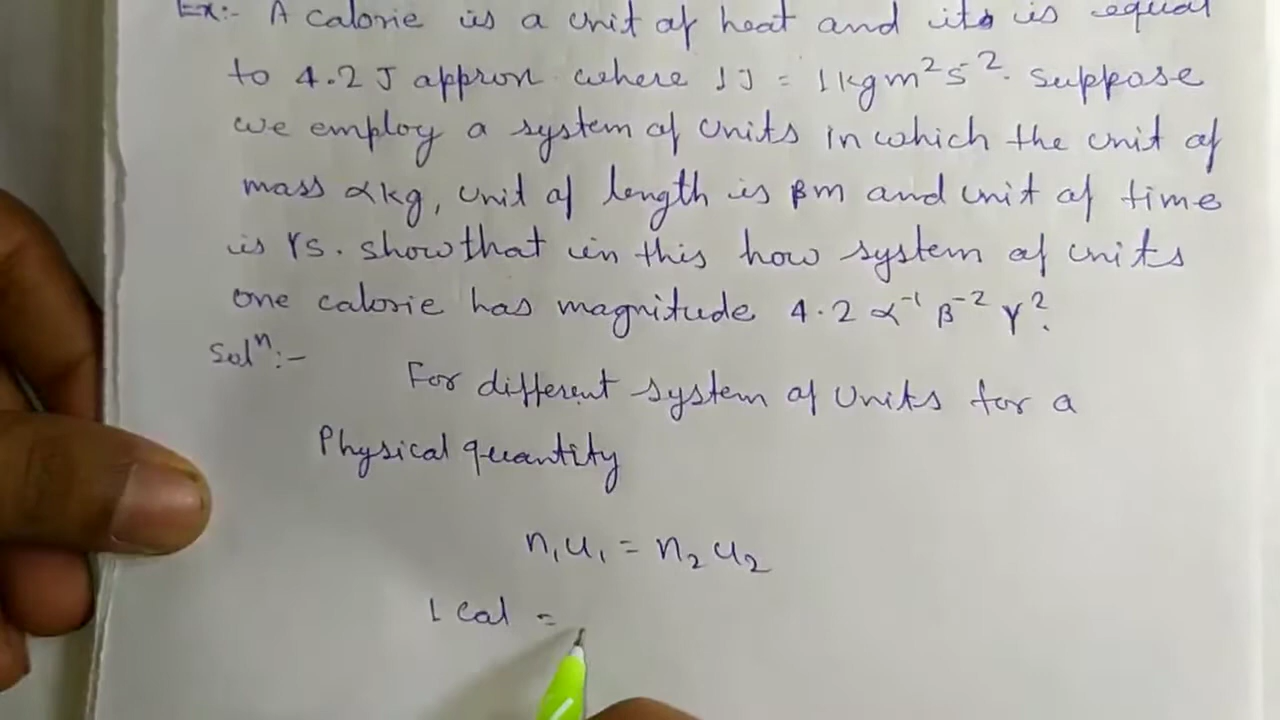 Ex:- A calorie is a unit of heat and its is equal
to 4.2 J appron where 1J = 1kgm²s⁻². suppose
we employ a system of units in which the unit of
mass αkg, unit of length is βm and unit of time
is γs. show that in this how system of units
one calorie has magnitude 4.2 α⁻¹ β⁻² γ²?
Solⁿ:-
For different system of units for a
Physical quantity
n₁u₁ = n₂u₂
1 Cal =